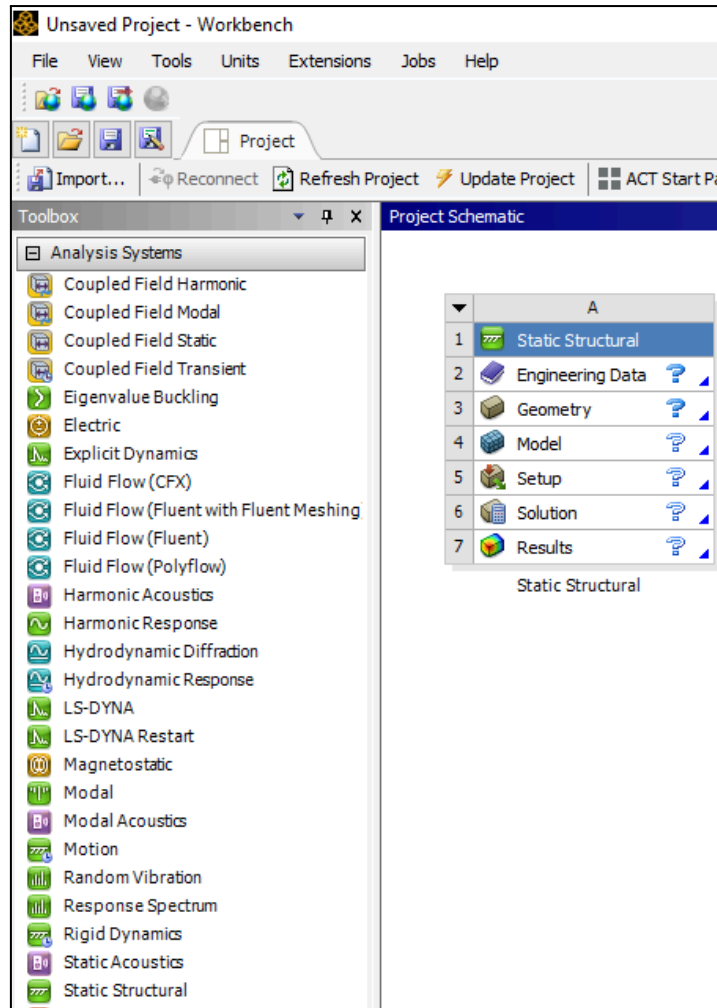 Unsaved Project - Workbench
File View Tools Units Extensions Jobs Help
Project
Import... Reconnect Refresh Project Update Project ACT Start
Toolbox
Project Schematic
Analysis Systems
Coupled Field Harmonic
Coupled Field Modal
Coupled Field Static
Coupled Field Transient
Eigenvalue Buckling
Electric
Explicit Dynamics
Fluid Flow (CFX)
Fluid Flow (Fluent with Fluent Meshing)
Fluid Flow (Fluent)
Fluid Flow (Polyflow)
Harmonic Acoustics
Harmonic Response
Hydrodynamic Diffraction
Hydrodynamic Response
LS-DYNA
LS-DYNA Restart
Magnetostatic
Modal
Modal Acoustics
Motion
Random Vibration
Response Spectrum
Rigid Dynamics
Static Acoustics
Static Structural
A
1 Static Structural
2 Engineering Data ?
3 Geometry ?
4 Model ?
5 Setup ?
6 Solution ?
7 Results ?
Static Structural